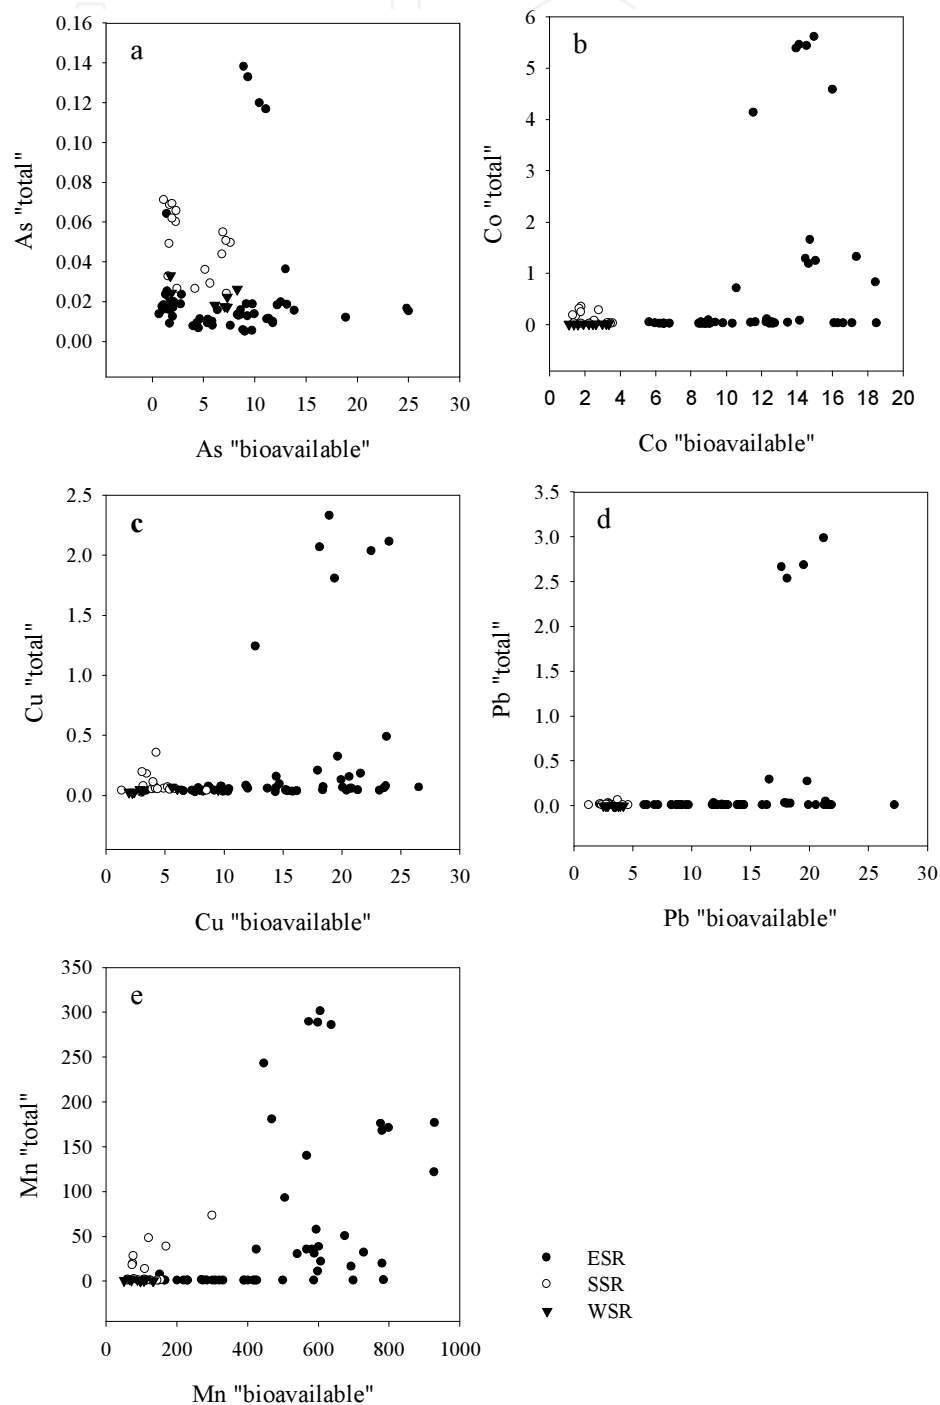 a
0.16
0.14
0.12
0.10
0.08
0.06
0.04
0.02
0.00
As "total"
0 5 10 15 20 25 30
As "bioavailable"
b
6
5
4
3
2
1
0
Co "total"
0 2 4 6 8 10 12 14 16 18 20
Co "bioavailable"
c
2.5
2.0
1.5
1.0
0.5
0.0
Cu "total"
0 5 10 15 20 25 30
Cu "bioavailable"
d
3.5
3.0
2.5
2.0
1.5
1.0
0.5
0.0
Pb "total"
0 5 10 15 20 25 30
Pb "bioavailable"
e
350
300
250
200
150
100
50
0
Mn "total"
0 200 400 600 800 1000
Mn "bioavailable"
ESR
SSR
WSR